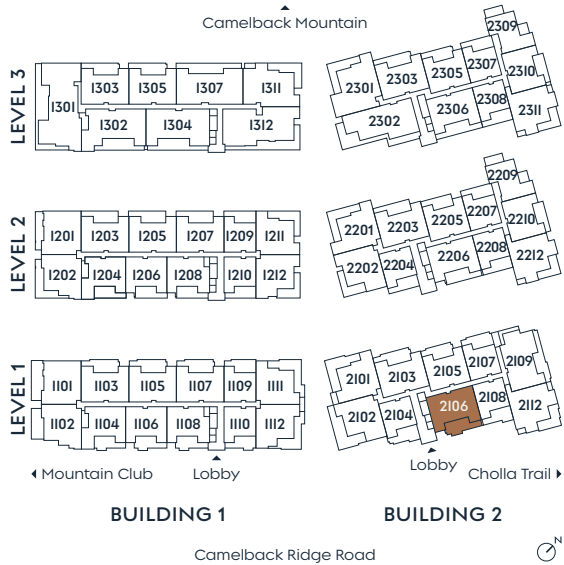 Camelback Mountain
LEVEL 3
1301 1303 1305 1307 1311
1302 1304 1312
2301 2303 2305 2307 2309 2310
2302 2306 2308 2311
LEVEL 2
1201 1203 1205 1207 1209 1211
1202 1204 1206 1208 1210 1212
2201 2203 2205 2207 2209 2210
2202 2204 2206 2208 2212
LEVEL 1
1101 1103 1105 1107 1109 1111
1102 1104 1106 1108 1110 1112
2101 2103 2105 2107 2109
2102 2104 2106 2108 2112
Mountain Club Lobby
Lobby Cholla Trail
BUILDING 1
BUILDING 2
Camelback Ridge Road
N